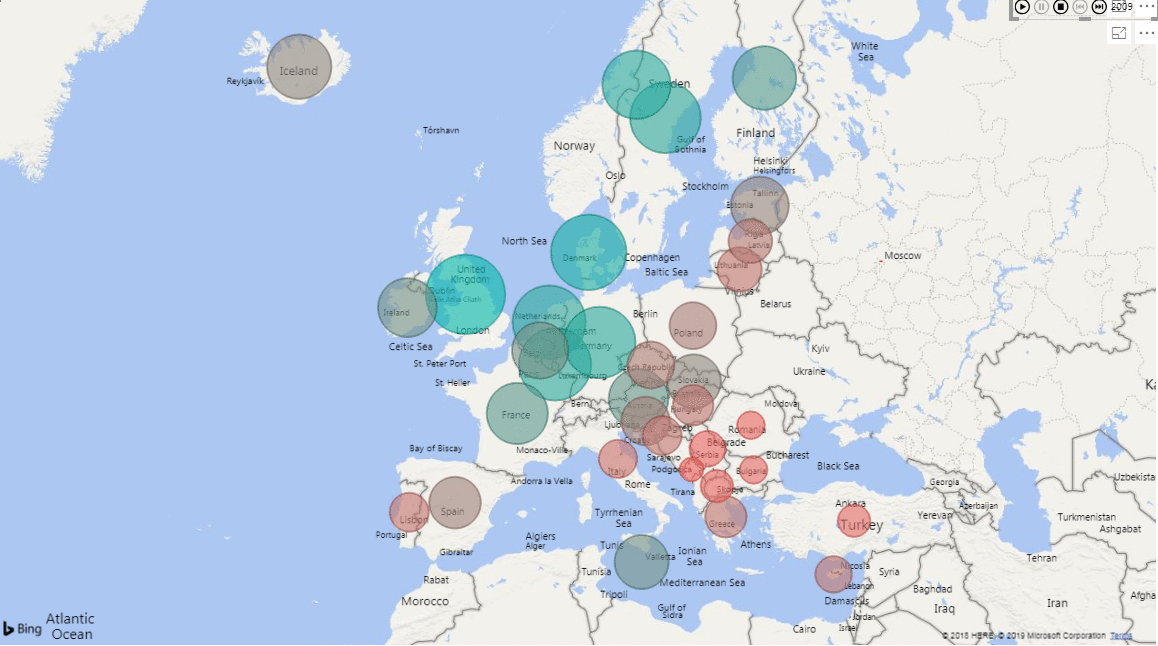 2009
White
Sea
Iceland
Reykjavík
Sweden
Tórshavn
Finland
Norway
Gulf of
Bothnia
Helsinki
Helsingfors
Oslo
Stockholm
Tallinn
Estonia
Riga
Latvia
North Sea
Denmark
Copenhagen
Baltic Sea
Lithuania
Vilnius
Moscow
United
Kingdom
Dublin
Ireland
London
Netherlands
Berlin
Belarus
Poland
Germany
Celtic Sea
St. Peter Port
Paris
Luxembourg
Czech Republic
Kyiv
Ukraine
St. Helier
Slovakia
Bern
France
Hungary
Moldova
Zagreb
Romania
Belgrade
Serbia
Bay of Biscay
Monaco-Ville
Sarajevo
Bucharest
Italy
Podgorica
Bulgaria
Black Sea
Andorra la Vella
Rome
Tirana
Skopje
Georgia
Uzbekista
Ankara
Azerbaijan
Yerevan
Spain
Lisbon
Portugal
Tyrrhenian
Sea
Greece
Turkey
Turkmenistan
Ashgabat
Gibraltar
Algiers
Alger
Tunis
Athens
Valletta
Ionian
Sea
Tehran
Rabat
Tunisia
Mediterranean Sea
Nicosia
Syria
Lebanon
Tripoli
Damascus
Baghdad
Morocco
Gulf of
Sidra
Iraq
Iran
Afgha
Jordan
Cairo
Israel
Bing
Atlantic
Ocean
© 2018 HERE, © 2019 Microsoft Corporation Terms